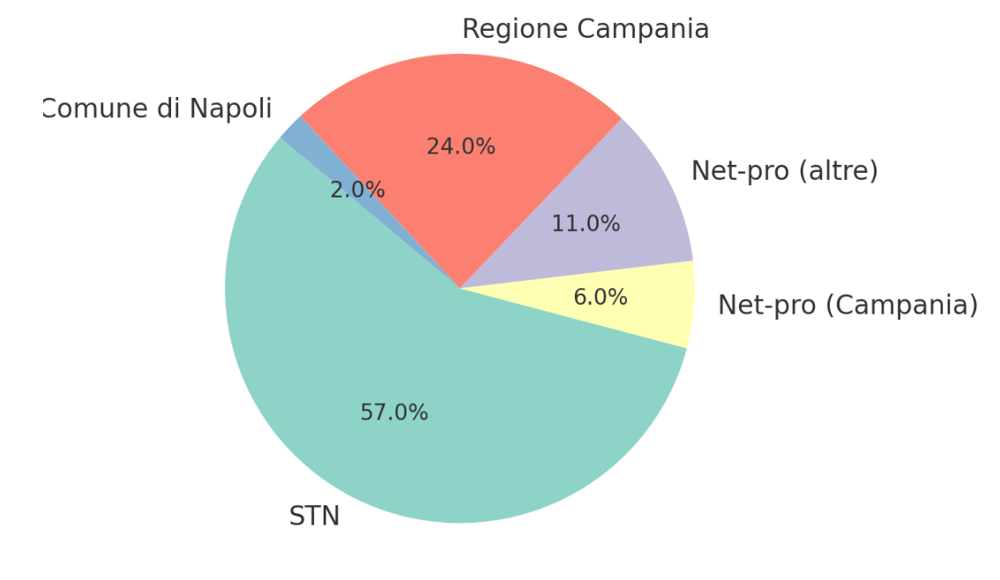 Regione Campania
Comune di Napoli
24.0%
Net-pro (altre)
2.0%
11.0%
6.0%
Net-pro (Campania)
57.0%
STN